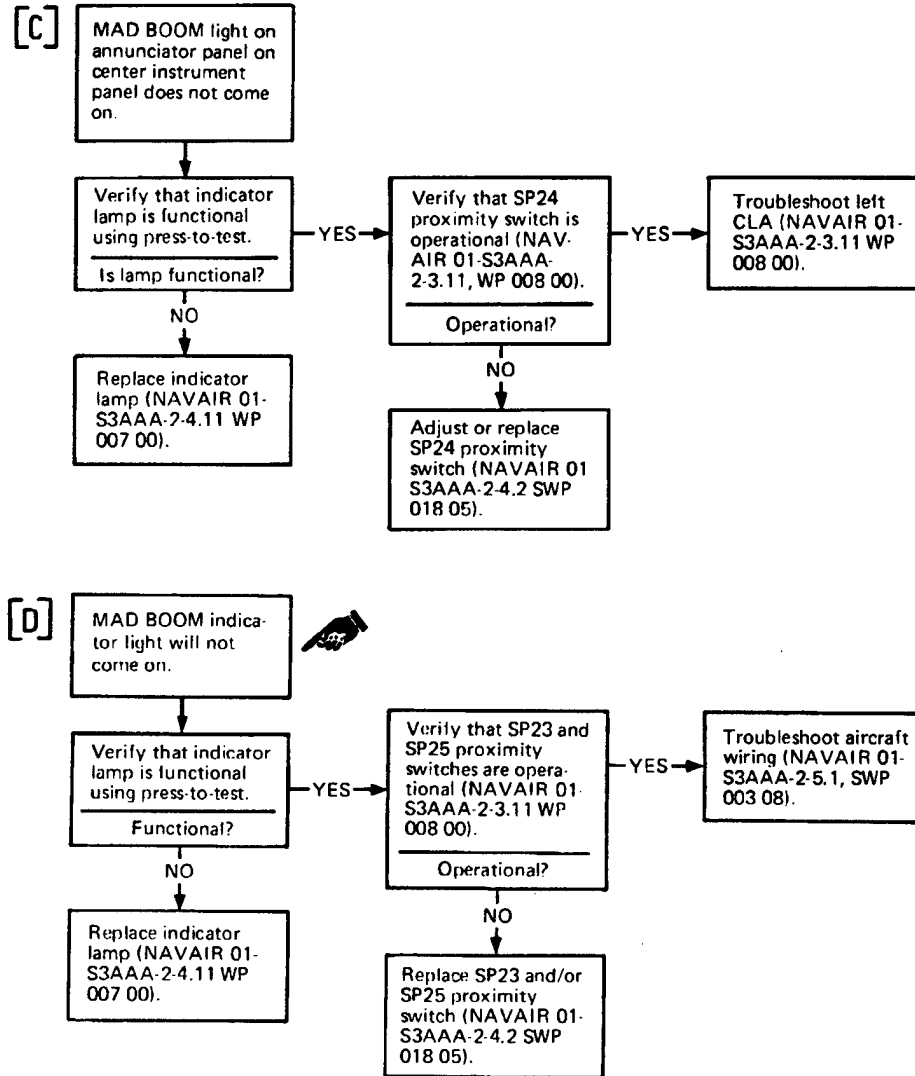 [C]
MAD BOOM light on
annunciator panel on
center instrument
panel does not come
on.
Verify that indicator
lamp is functional
using press-to-test.
Is lamp functional?
YES
Verify that SP24
proximity switch is
operational (NAV-
AIR 01-S3AAA-
2-3.11, WP 008 00).
Operational?
YES
Troubleshoot left
CLA (NAVAIR 01-
S3AAA-2-3.11 WP
008 00).
NO
Replace indicator
lamp (NAVAIR 01-
S3AAA-2-4.11 WP
007 00).
NO
Adjust or replace
SP24 proximity
switch (NAVAIR 01
S3AAA-2-4.2 SWP
018 05).
[D]
MAD BOOM indica-
tor light will not
come on.
Verify that indicator
lamp is functional
using press-to-test.
Functional?
YES
Verify that SP23 and
SP25 proximity
switches are opera-
tional (NAVAIR 01-
S3AAA-2-3.11 WP
008 00).
Operational?
YES
Troubleshoot aircraft
wiring (NAVAIR 01-
S3AAA-2-5.1, SWP
003 08).
NO
Replace indicator
lamp (NAVAIR 01-
S3AAA-2-4.11 WP
007 00).
NO
Replace SP23 and/or
SP25 proximity
switch (NAVAIR 01-
S3AAA-2-4.2 SWP
018 05).